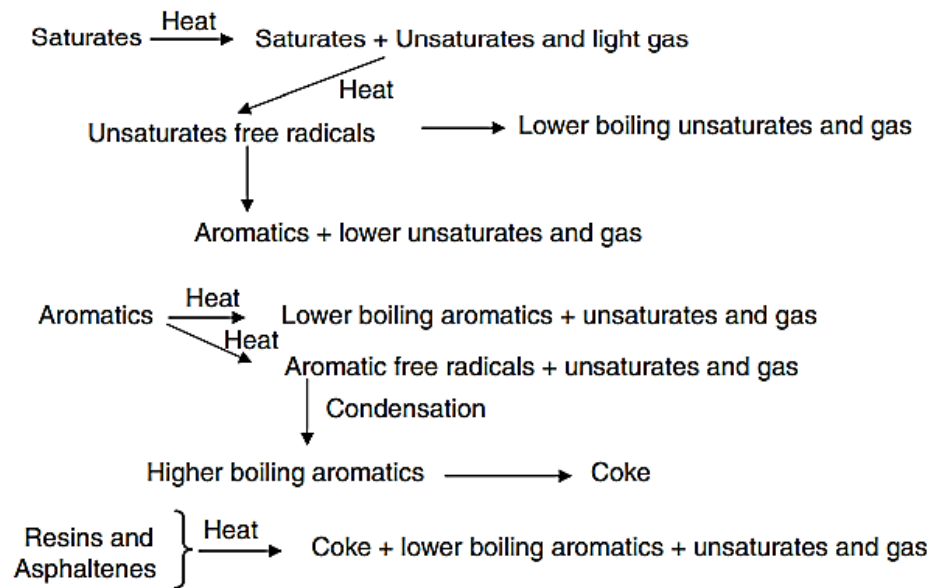 Heat
Saturates Saturates + Unsaturates and light gas
Heat
Unsaturates free radicals Lower boiling unsaturates and gas
Aromatics + lower unsaturates and gas
Heat
Aromatics Lower boiling aromatics + unsaturates and gas
Heat
Aromatic free radicals + unsaturates and gas
Condensation
Higher boiling aromatics Coke
Heat
Resins and
Asphaltenes
Coke + lower boiling aromatics + unsaturates and gas